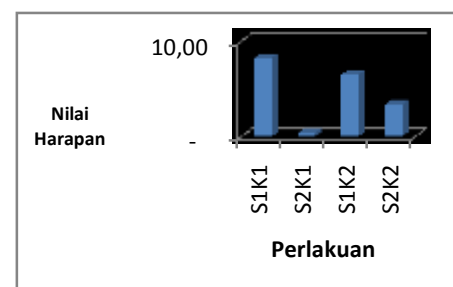 10,00
Nilai
Harapan
-
S1K1
S2K1
S1K2
S2K2
Perlakuan